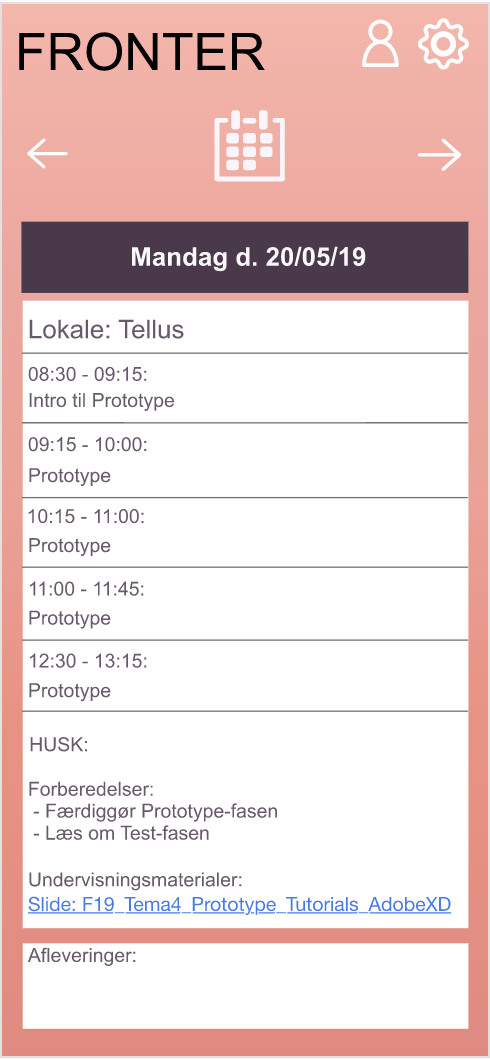 FRONTER
Mandag d. 20/05/19
Lokale: Tellus
08:30 - 09:15:
Intro til Prototype
09:15 - 10:00:
Prototype
10:15 - 11:00:
Prototype
11:00 - 11:45:
Prototype
12:30 - 13:15:
Prototype
HUSK:
Forberedelser:
- Færdiggør Prototype-fasen
- Læs om Test-fasen
Undervisningsmaterialer:
Slide: F19_Tema4_Prototype_Tutorials_AdobeXD
Afleveringer: